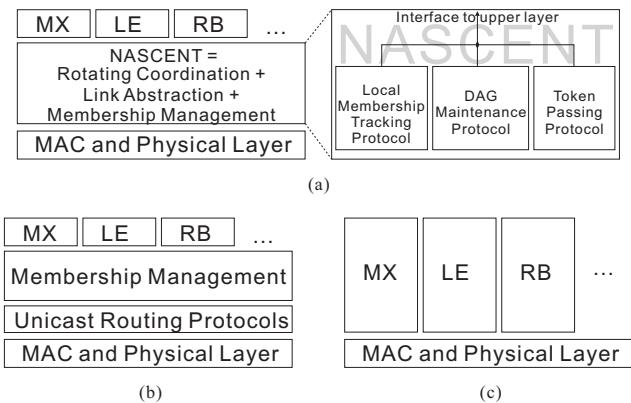 MX LE RB ...
NASCENT =
Rotating Coordination +
Link Abstraction +
Membership Management
MAC and Physical Layer
NASCENT
Interface to upper layer
Local
Membership
Tracking
Protocol
DAG
Maintenance
Protocol
Token
Passing
Protocol
(a)
MX LE RB ...
Membership Management
Unicast Routing Protocols
MAC and Physical Layer
(b)
MX LE RB ...
MAC and Physical Layer
(c)